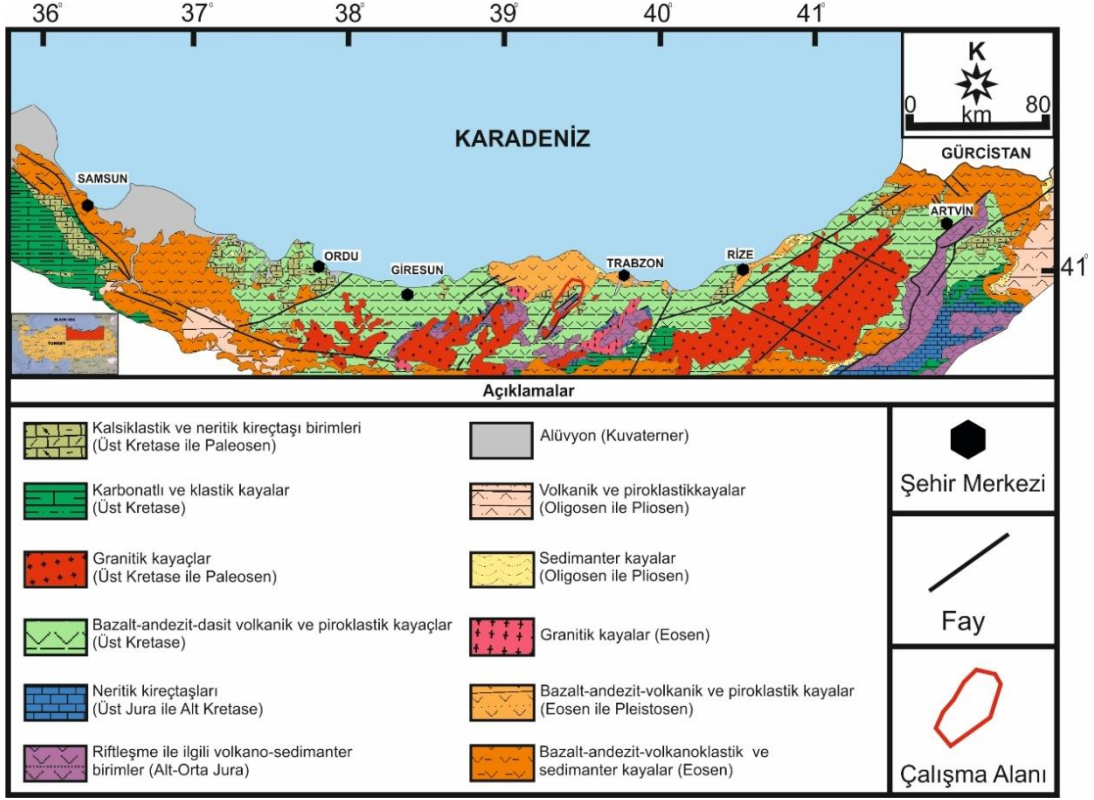 36° 37° 38° 39° 40° 41°
K
0 km 80
KARADENİZ
GÜRCİSTAN
SAMSUN
ARTVİN
ORDU
GİRESUN
TRABZON
RİZE
41°
BLACK SEA
TURKEY
Açıklamalar
Kalsiklastik ve neritik kireçtaşı birimleri
(Üst Kretase ile Paleosen)
Karbonatlı ve klastik kayalar
(Üst Kretase)
Granitik kayaçlar
(Üst Kretase ile Paleosen)
Bazalt-andezit-dasit volkanik ve piroklastik kayaçlar
(Üst Kretase)
Neritik kireçtaşları
(Üst Jura ile Alt Kretase)
Riftleşme ile ilgili volkano-sedimanter
birimler (Alt-Orta Jura)
Alüvyon (Kuvaterner)
Volkanik ve piroklastikkayalar
(Oligosen ile Pliosen)
Sedimanter kayalar
(Oligosen ile Pliosen)
Granitik kayalar (Eosen)
Bazalt-andezit-volkanik ve piroklastik kayalar
(Eosen ile Pleistosen)
Bazalt-andezit-volkanoklastik ve
sedimanter kayalar (Eosen)
Şehir Merkezi
Fay
Çalışma Alanı